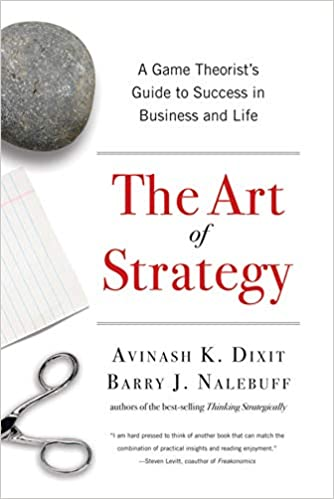 A Game Theorist's
Guide to Success in
Business and Life
The Art
of
Strategy
AVINASH K. DIXIT
BARRY J. NALEBUFF
authors of the best-selling Thinking Strategically
"I am hard pressed to think of another book that can match
the combination of practical insights and reading enjoyment."
—Steven Levitt, coautor of Freakonomics